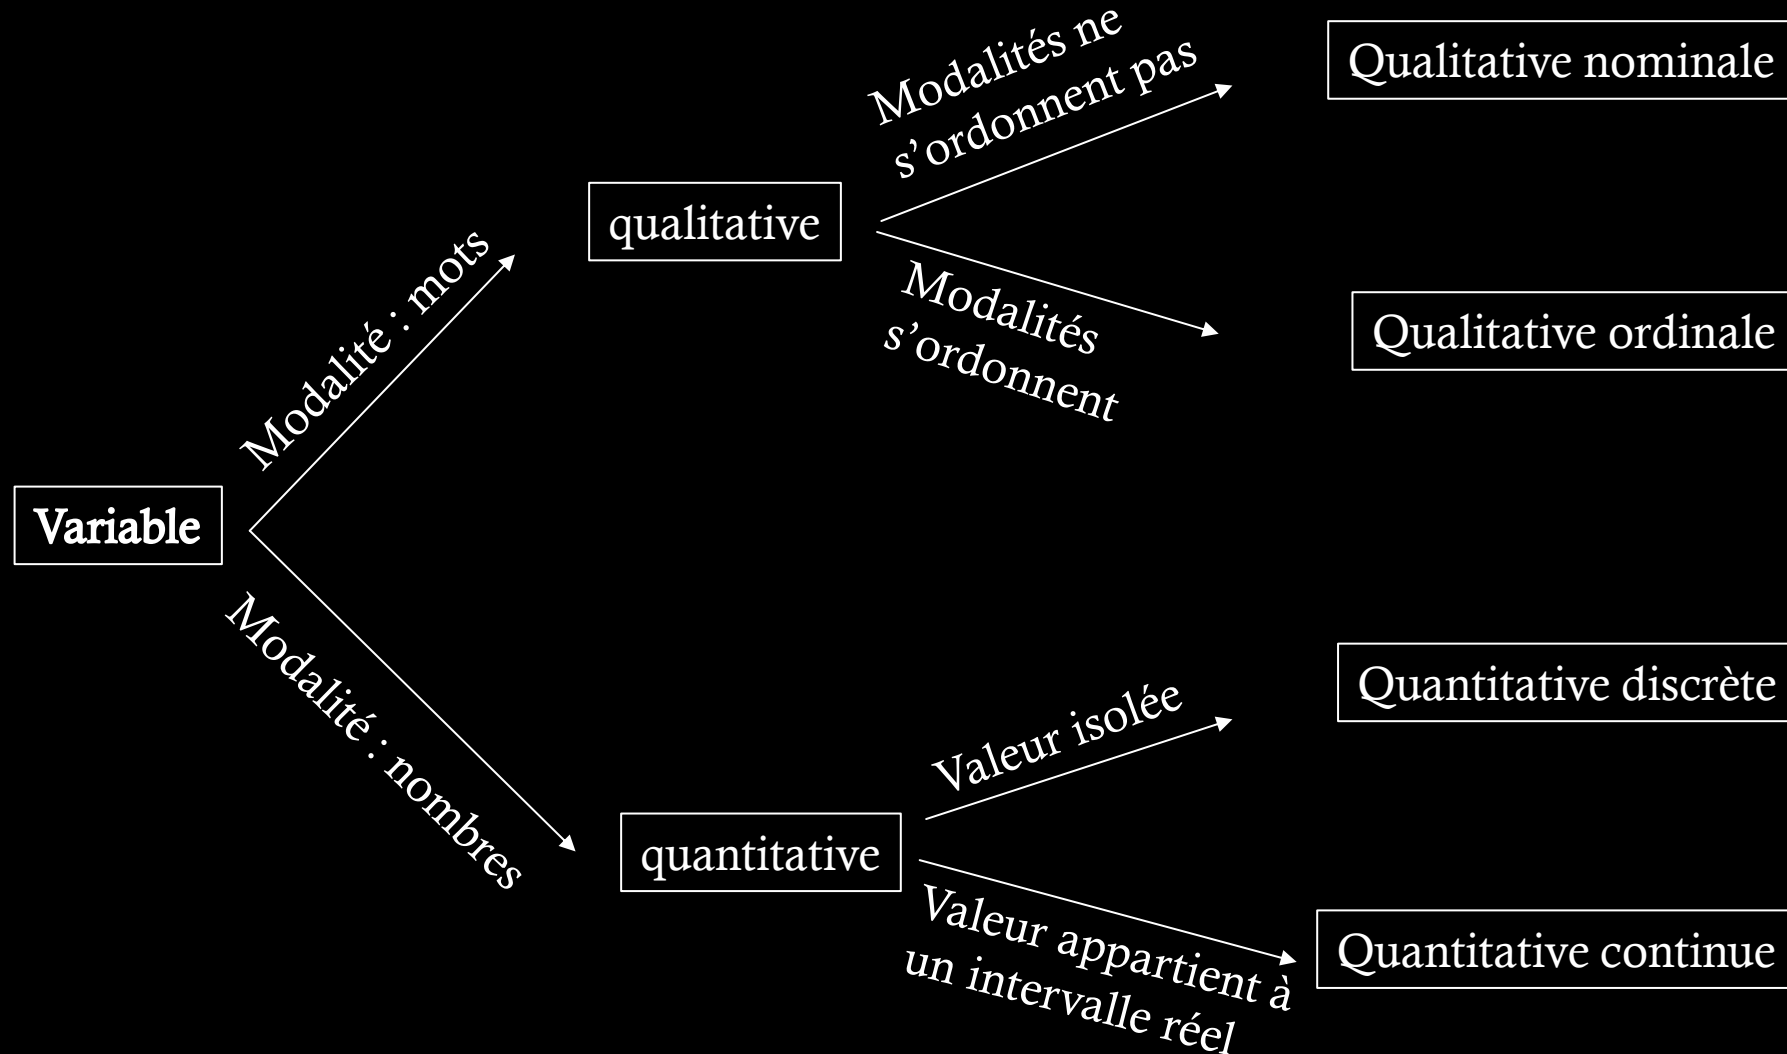 Variable
Modalité : mots
qualitative
Modalités ne
s’ordonnent pas
Qualitative nominale
Modalités
s’ordonnent
Qualitative ordinale
Modalité : nombres
quantitative
Valeur isolée
Quantitative discrète
Valeur appartient à
un intervalle réel
Quantitative continue